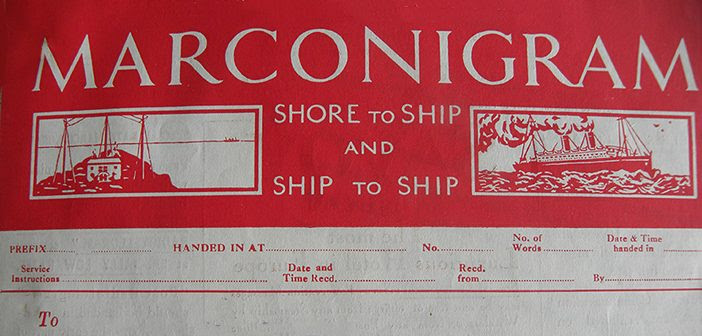 MARCONIGRAM
SHORE TO SHIP
AND
SHIP TO SHIP
PREFIX HANDED IN AT No. No. of Words Date & Time handed in
Service Instructions Date and Time Recd. Recd. from By
To